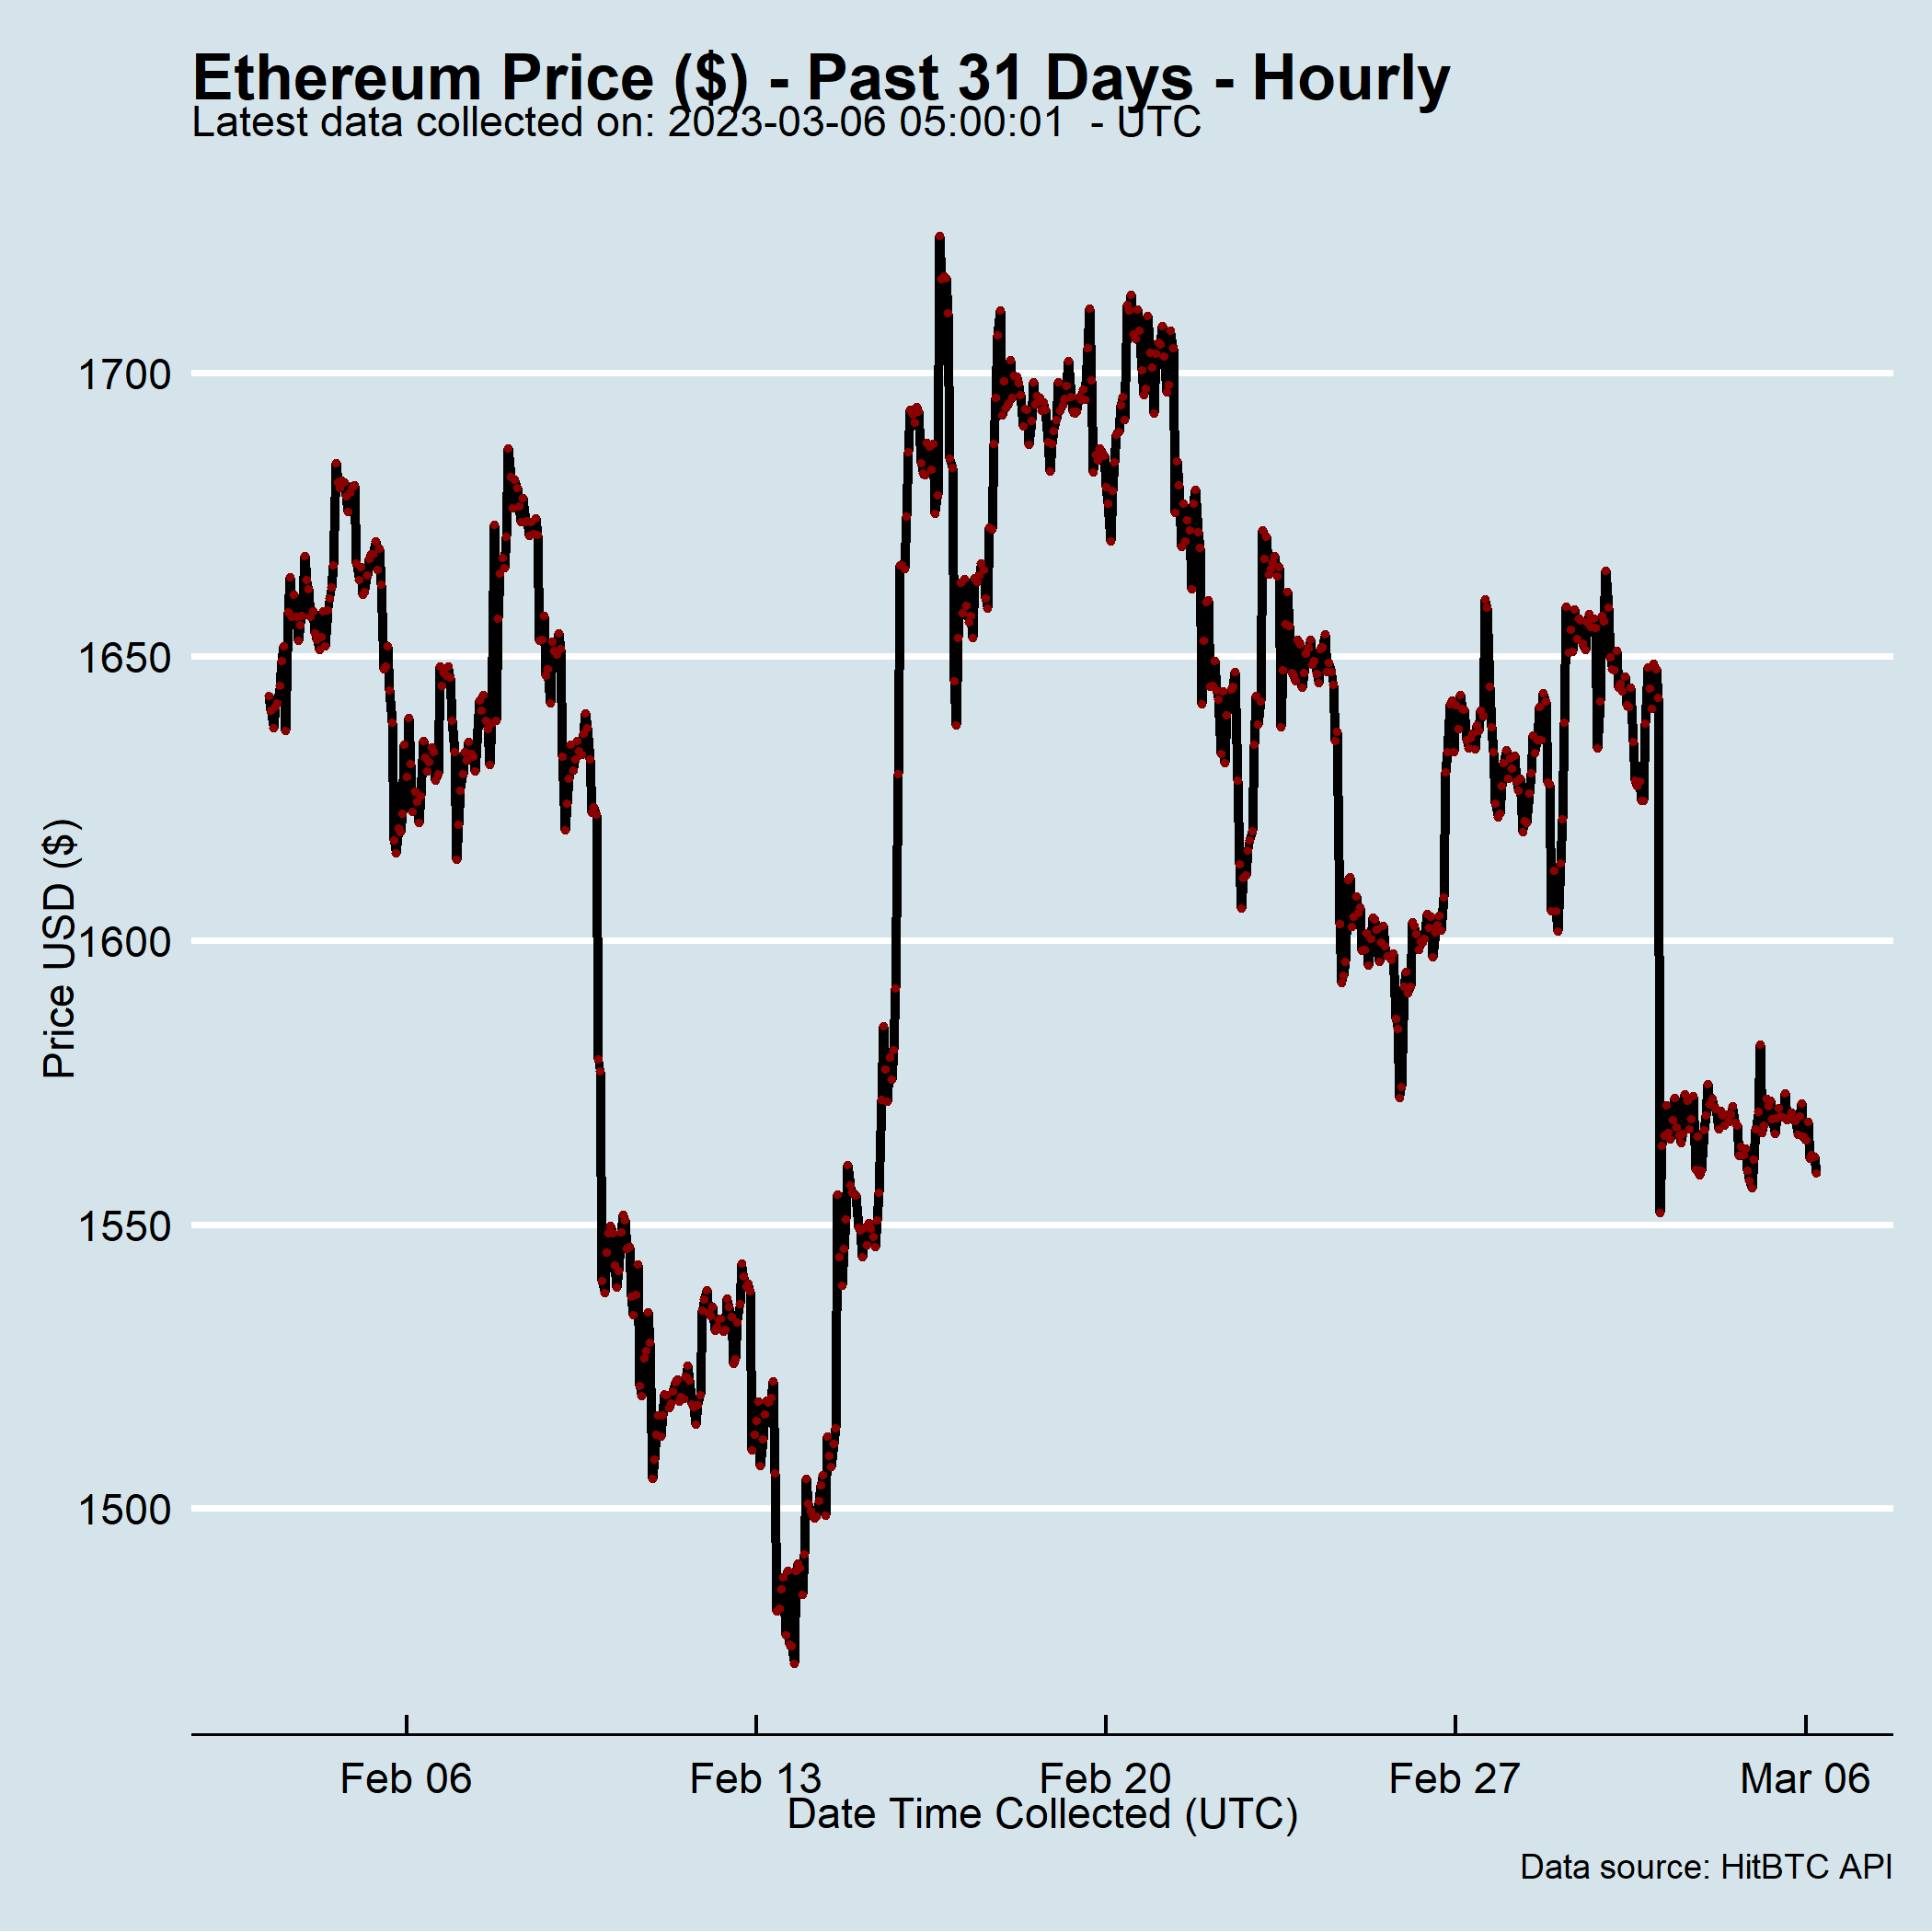 Ethereum Price ($) - Past 31 Days - Hourly
Latest data collected on: 2023-03-06 05:00:01  - UTC
Price USD ($)
1700
1650
1600
1550
1500
Feb 06
Feb 13
Feb 20
Feb 27
Mar 06
Date Time Collected (UTC)
Data source: HitBTC API